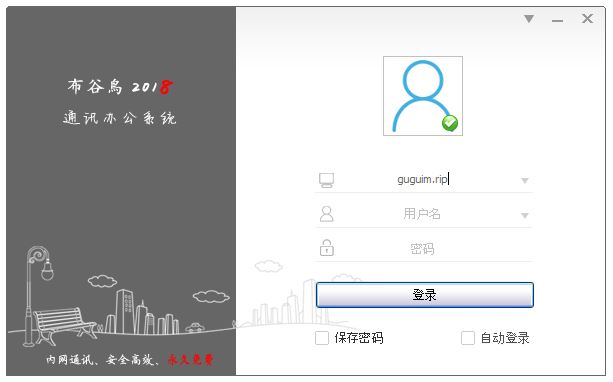 布谷鸟 2018
通讯办公系统
内网通讯、安全高效、永久免费
guguim.rip
用户名
密码
登录
保存密码
自动登录